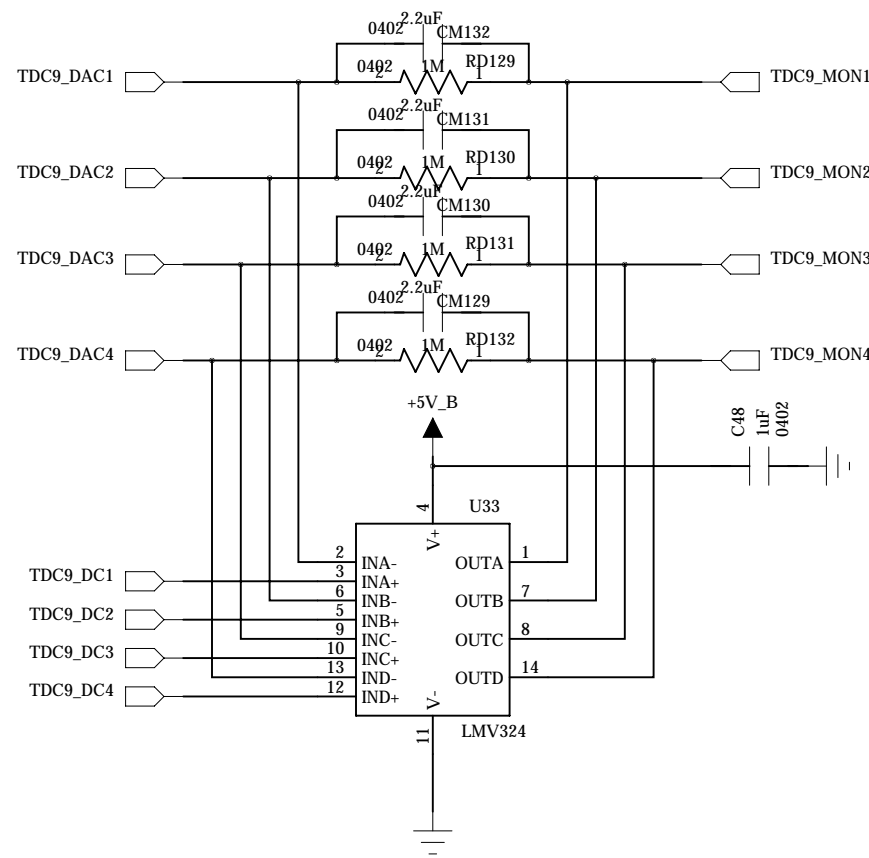 2.2uF
0402 CM132
TDC9_DAC1 0402 2 1M RD129 1 TDC9_MON1
2.2uF
0402 CM131
TDC9_DAC2 0402 2 1M RD130 1 TDC9_MON2
2.2uF
0402 CM130
TDC9_DAC3 0402 2 1M RD131 1 TDC9_MON3
2.2uF
0402 CM129
TDC9_DAC4 0402 2 1M RD132 1 TDC9_MON4
+5V_B
C48
1uF
0402
4 U33
V+
2 INA- OUTA 1
TDC9_DC1 3 INA+
6 INB- OUTB 7
TDC9_DC2 5 INB+
9 INC- OUTC 8
TDC9_DC3 10 INC+
13 IND- OUTD 14
TDC9_DC4 12 IND+
V-
11 LMV324